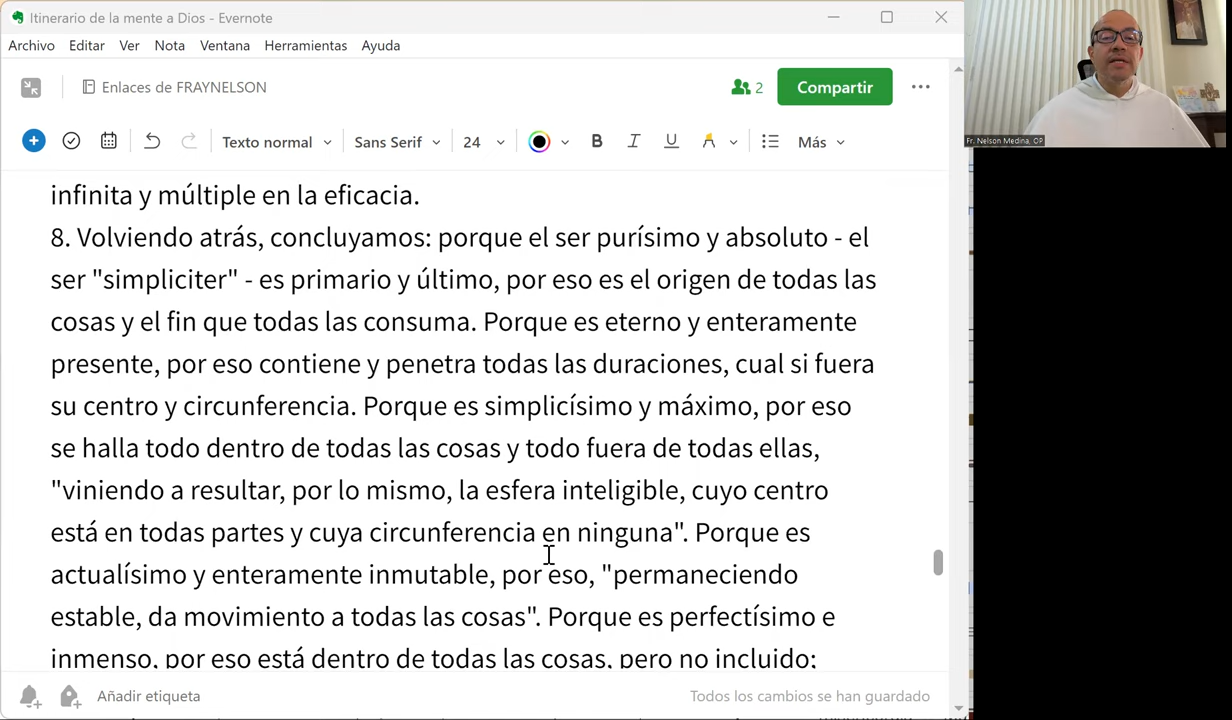 Itinerario de la mente a Dios - Evernote
Archivo Editar Ver Nota Ventana Herramientas Ayuda
Enlaces de FRAYNELSON
2
Compartir
Texto normal
Sans Serif
24
B I U
Más
infinita y múltiple en la eficacia.
8. Volviendo atrás, concluyamos: porque el ser purísimo y absoluto - el
ser "simpliciter" - es primario y último, por eso es el origen de todas las
cosas y el fin que todas las consuma. Porque es eterno y enteramente
presente, por eso contiene y penetra todas las duraciones, cual si fuera
su centro y circunferencia. Porque es simplicísimo y máximo, por eso
se halla todo dentro de todas las cosas y todo fuera de todas ellas,
"viniendo a resultar, por lo mismo, la esfera inteligible, cuyo centro
está en todas partes y cuya circunferencia en ninguna". Porque es
actualísimo y enteramente inmutable, por eso, "permaneciendo
estable, da movimiento a todas las cosas". Porque es perfectísimo e
inmenso, por eso está dentro de todas las cosas, pero no incluido;
Añadir etiqueta
Todos los cambios se han guardado
Fr. Nelson Medina, OP